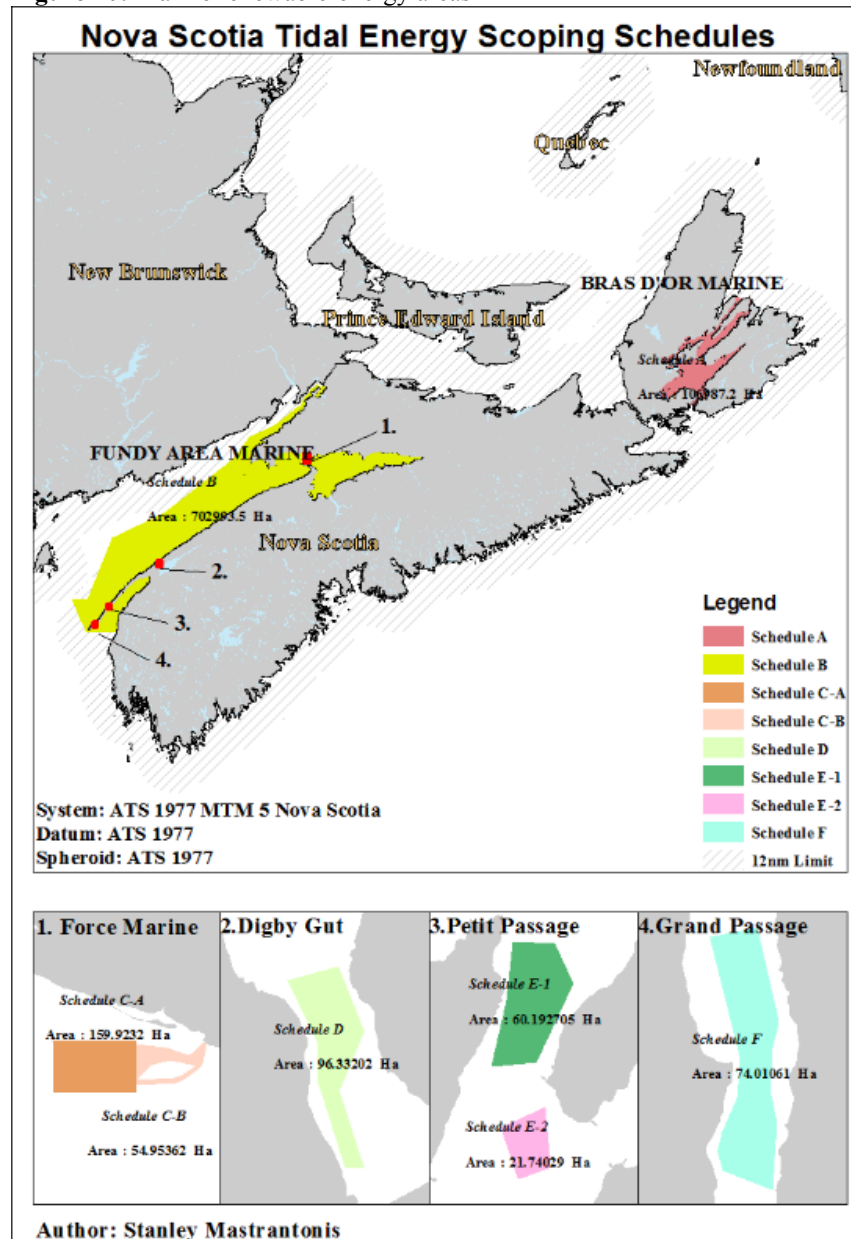 Nova Scotia Tidal Energy Scoping Schedules
Newfoundland
Quebec
New Brunswick
BRAS D'OR MARINE
Prince Edward Island
Schedule A
Area : 106987.2 Ha
1.
FUNDY AREA MARINE
Schedule B
Area : 702993.5 Ha
Nova Scotia
2.
3.
4.
Legend
Schedule A
Schedule B
Schedule C-A
Schedule C-B
Schedule D
Schedule E-1
Schedule E-2
Schedule F
12nm Limit
System: ATS 1977 MTM 5 Nova Scotia
Datum: ATS 1977
Spheroid: ATS 1977
1. Force Marine
Schedule C-A
Area : 159.9232 Ha
Schedule C-B
Area : 54.95362 Ha
2.Digby Gut
Schedule D
Area : 96.33202 Ha
3.Petit Passage
Schedule E-1
Area : 60.192705 Ha
Schedule E-2
Area : 21.74029 Ha
4.Grand Passage
Schedule F
Area : 74.01061 Ha
Author: Stanley Mastrantonis